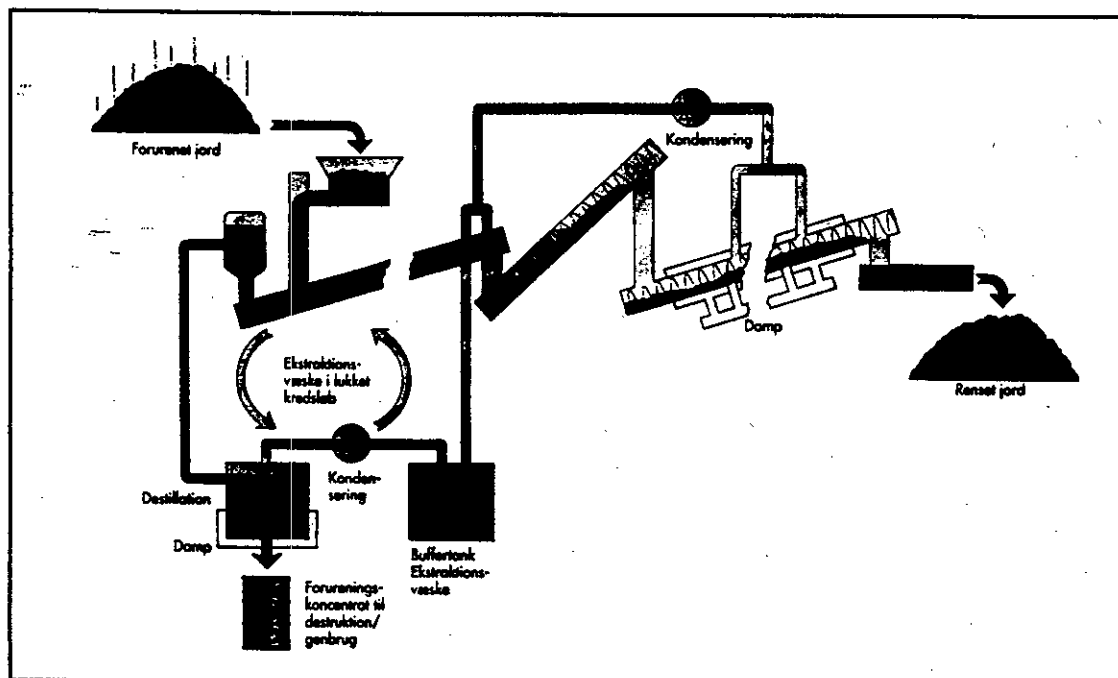 Forurenet jord
Kondensering
Damp
Renset jord
Ekstraktions-
væske i lukket
kredsløb
Konden-
sering
Destillation
Damp
Buffertank
Ekstraktions-
væske
Forurenings-
koncentrat til
destruktion/
genbrug